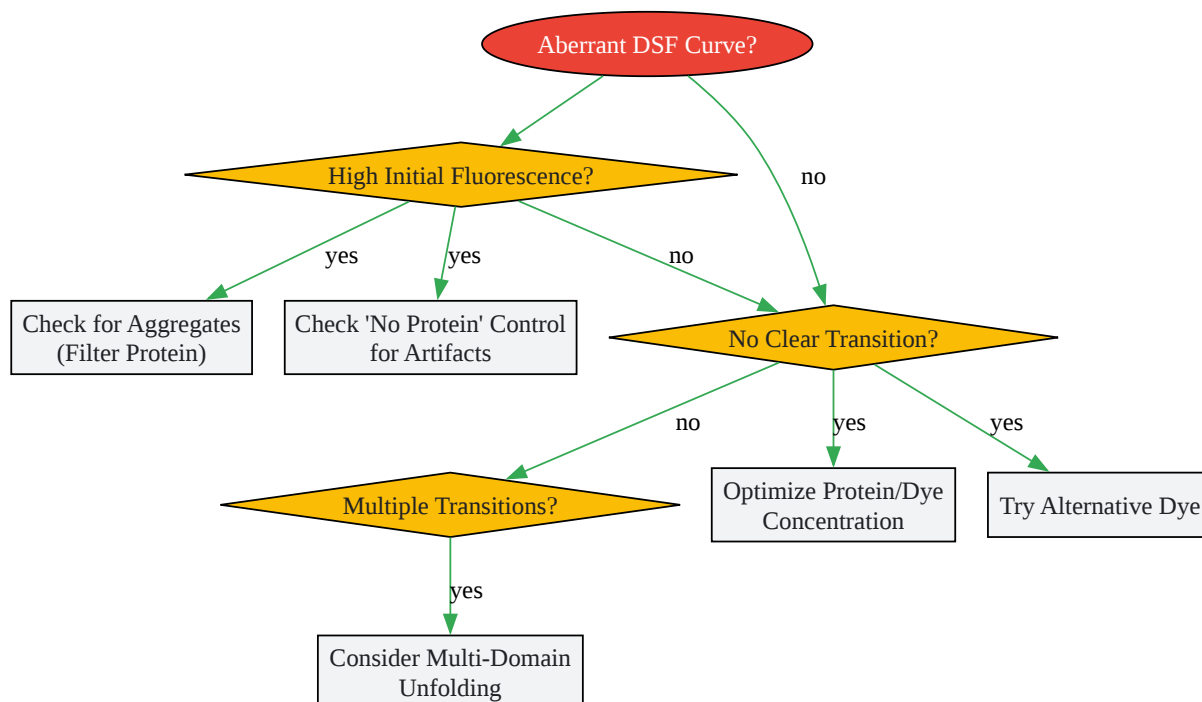 Aberrant DSF Curve?
High Initial Fluorescence?
no
yes
yes
no
Check for Aggregates
(Filter Protein)
Check 'No Protein' Control
for Artifacts
No Clear Transition?
no
yes
yes
Multiple Transitions?
Optimize Protein/Dye
Concentration
Try Alternative Dye
yes
Consider Multi-Domain
Unfolding